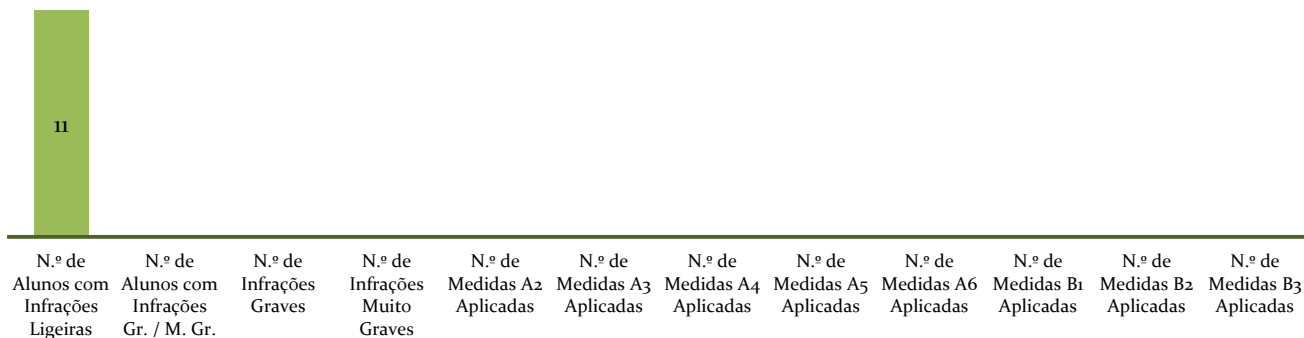 11
N.º de
Alunos com
Infrações
Ligeiras
N.º de
Alunos com
Infrações
Gr. / M. Gr.
N.º de
Infrações
Graves
N.º de
Infrações
Muito
Graves
N.º de
Medidas A2
Aplicadas
N.º de
Medidas A3
Aplicadas
N.º de
Medidas A4
Aplicadas
N.º de
Medidas A5
Aplicadas
N.º de
Medidas A6
Aplicadas
N.º de
Medidas B1
Aplicadas
N.º de
Medidas B2
Aplicadas
N.º de
Medidas B3
Aplicadas